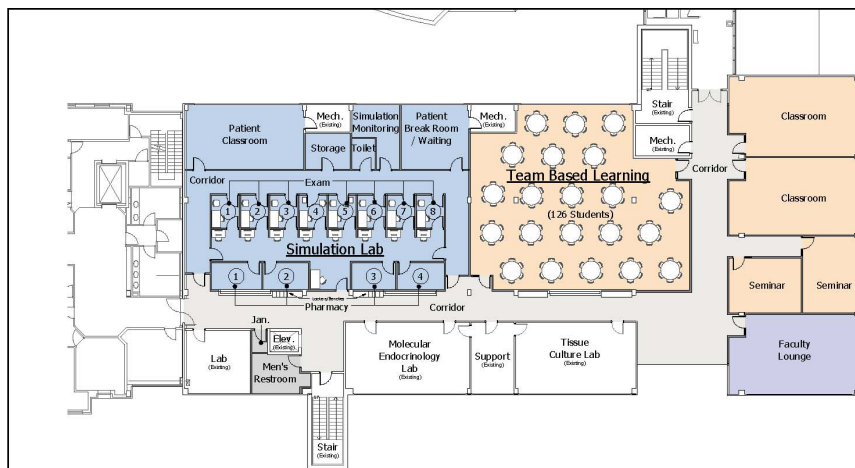 Mech.
(Existing)
Simulation
Monitoring
Patient
Break Room
/ Waiting
Mech.
(Existing)
Stair
(Existing)
Classroom
Patient
Classroom
Storage
Toilet
Mech.
(Existing)
Corridor
Corridor
Exam
Team Based Learning
(126 Students)
Classroom
1
2
3
4
5
6
7
8
Simulation Lab
1
2
3
4
Seminar
Seminar
Pharmacy
Corridor
Jan.
Elev.
(Existing)
Lab
(Existing)
Men's
Restroom
Molecular
Endocrinology
Lab
(Existing)
Support
(Existing)
Tissue
Culture Lab
(Existing)
Faculty
Lounge
Stair
(Existing)